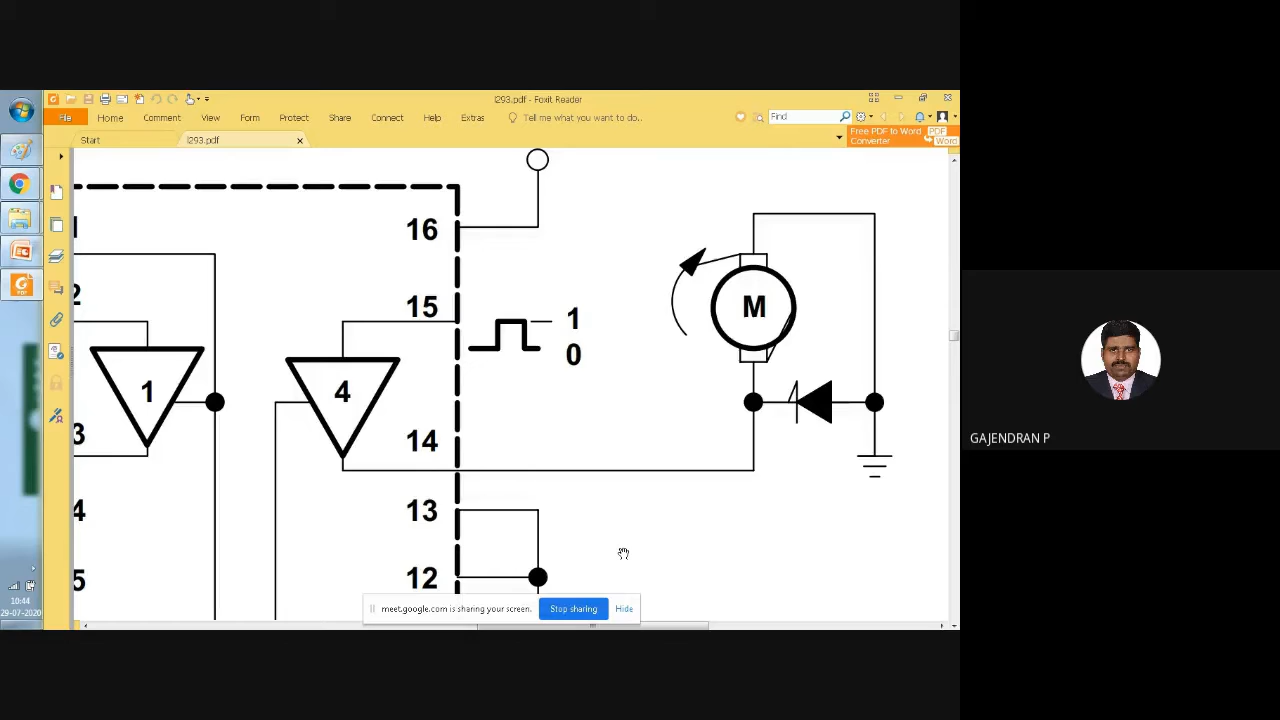 l293.pdf - Foxit Reader
File Home Comment View Form Protect Share Connect Help Extras Tell me what you want to do.. Find
Start l293.pdf
Free PDF to Word
Converter
PDF
Word
1
16
2
15
1
0
M
1
4
3
14
4
13
5
12
meet.google.com is sharing your screen. Stop sharing Hide
10:44
29-07-2020
GAJENDRAN P